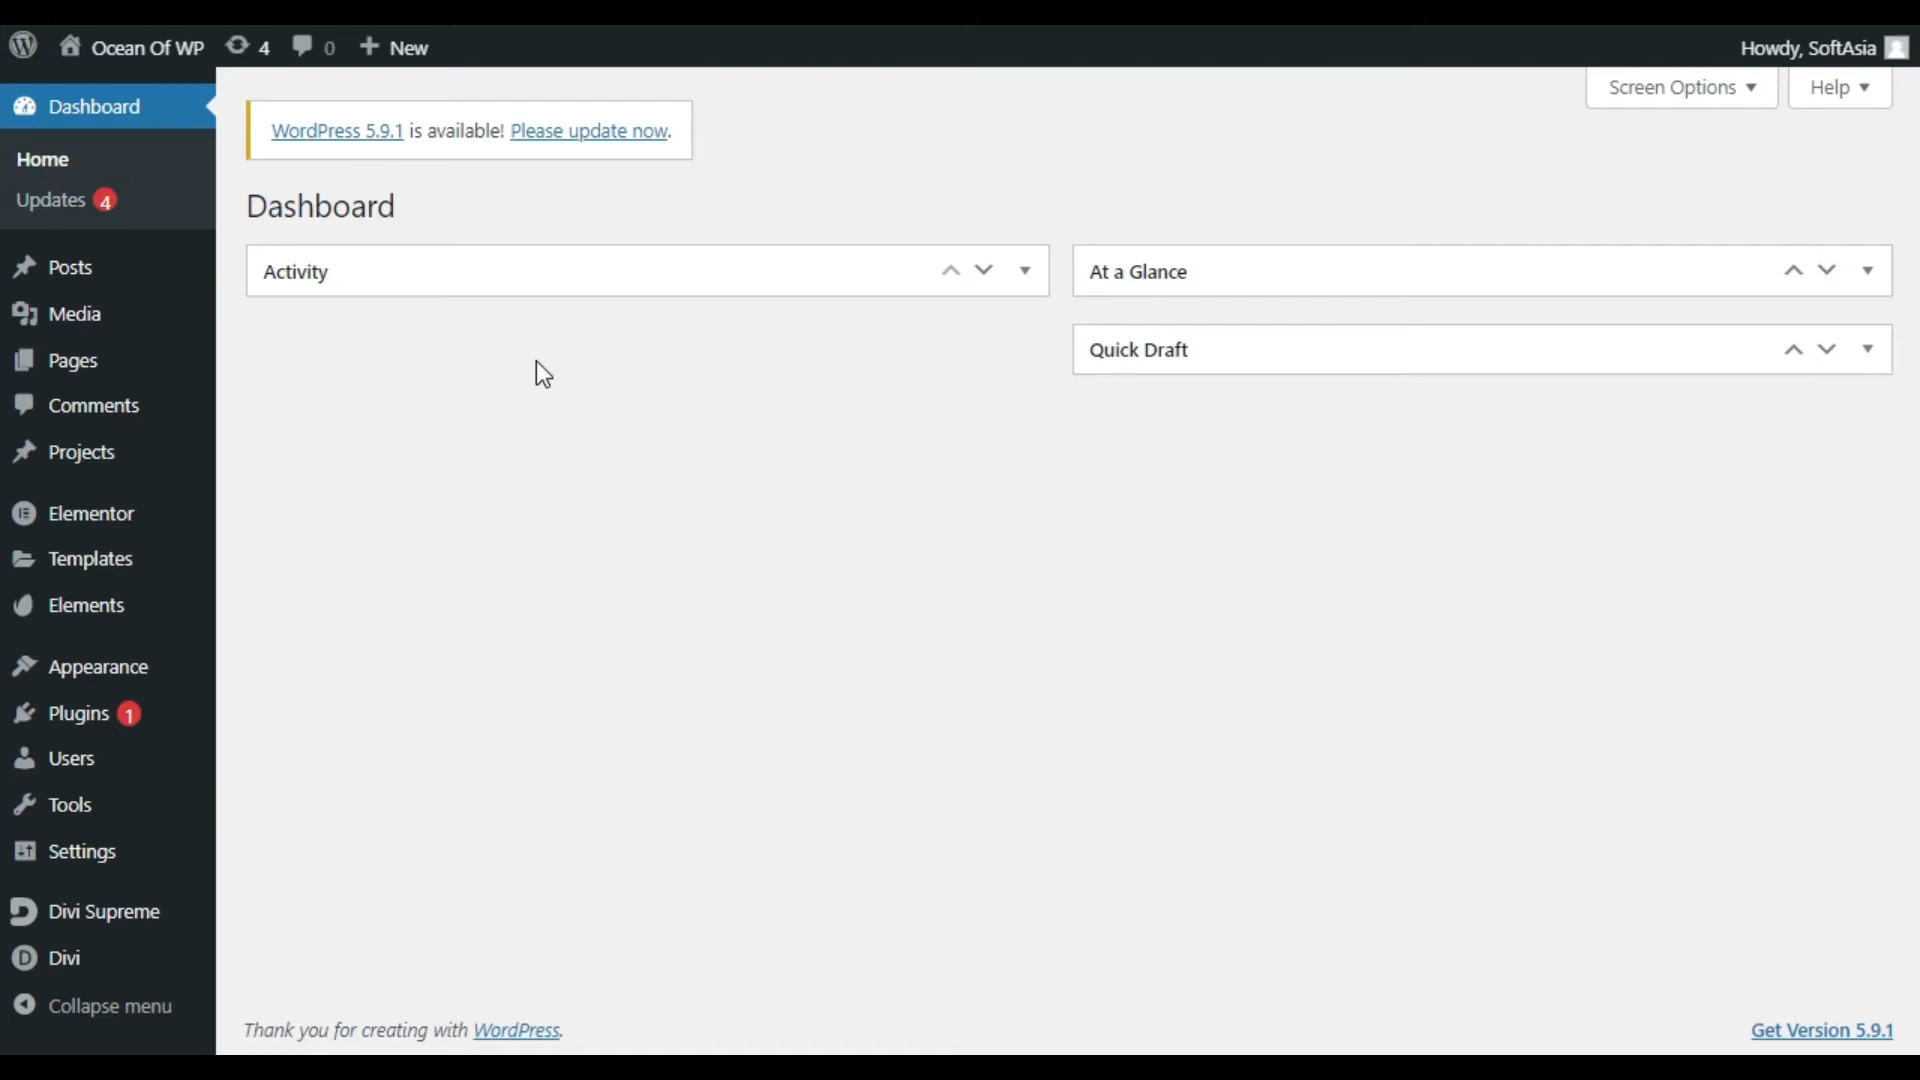 Ocean Of WP 4 0 New Howdy, SoftAsia
Screen Options Help
Dashboard
Home
Updates 4
Posts
Media
Pages
Comments
Projects
Elementor
Templates
Elements
Appearance
Plugins 1
Users
Tools
Settings
Divi Supreme
Divi
Collapse menu
WordPress 5.9.1 is available! Please update now.
Dashboard
Activity
At a Glance
Quick Draft
Thank you for creating with WordPress.
Get Version 5.9.1